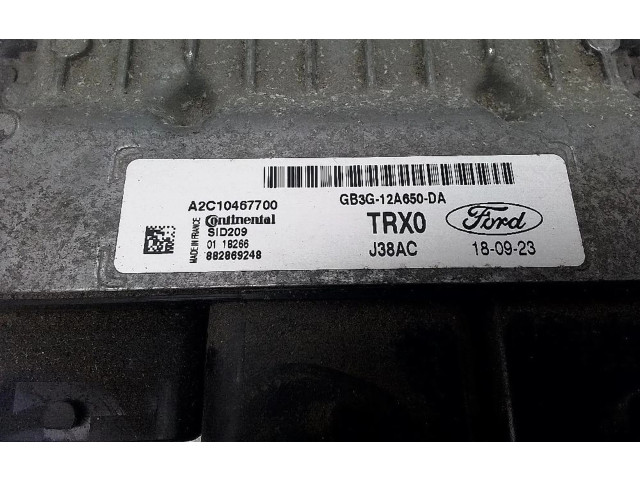 A2C10467700
Continental
SID209
01 18266
882869248
MADE IN FRANCE
GB3G-12A650-DA
TRX0
Ford
J38AC
18-09-23